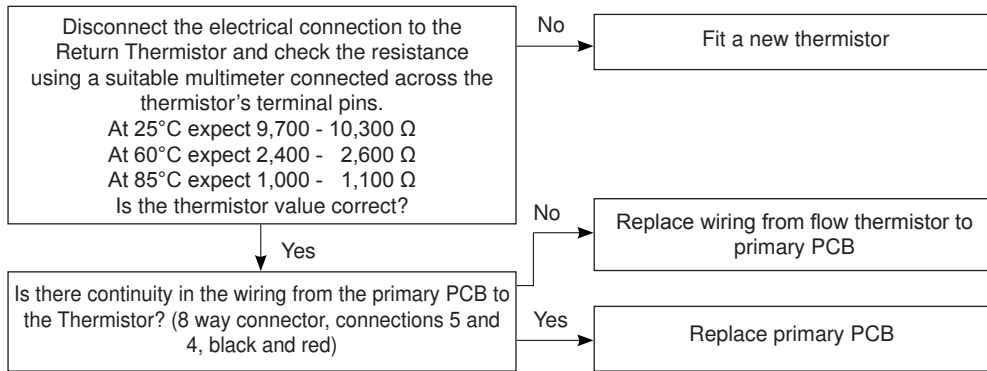 Disconnect the electrical connection to the
Return Thermistor and check the resistance
using a suitable multimeter connected across the
thermistor’s terminal pins.
At 25°C expect 9,700 - 10,300 Ω
At 60°C expect 2,400 - 2,600 Ω
At 85°C expect 1,000 - 1,100 Ω
Is the thermistor value correct?
No
Fit a new thermistor
Yes
Is there continuity in the wiring from the primary PCB to
the Thermistor? (8 way connector, connections 5 and
4, black and red)
No
Replace wiring from flow thermistor to
primary PCB
Yes
Replace primary PCB